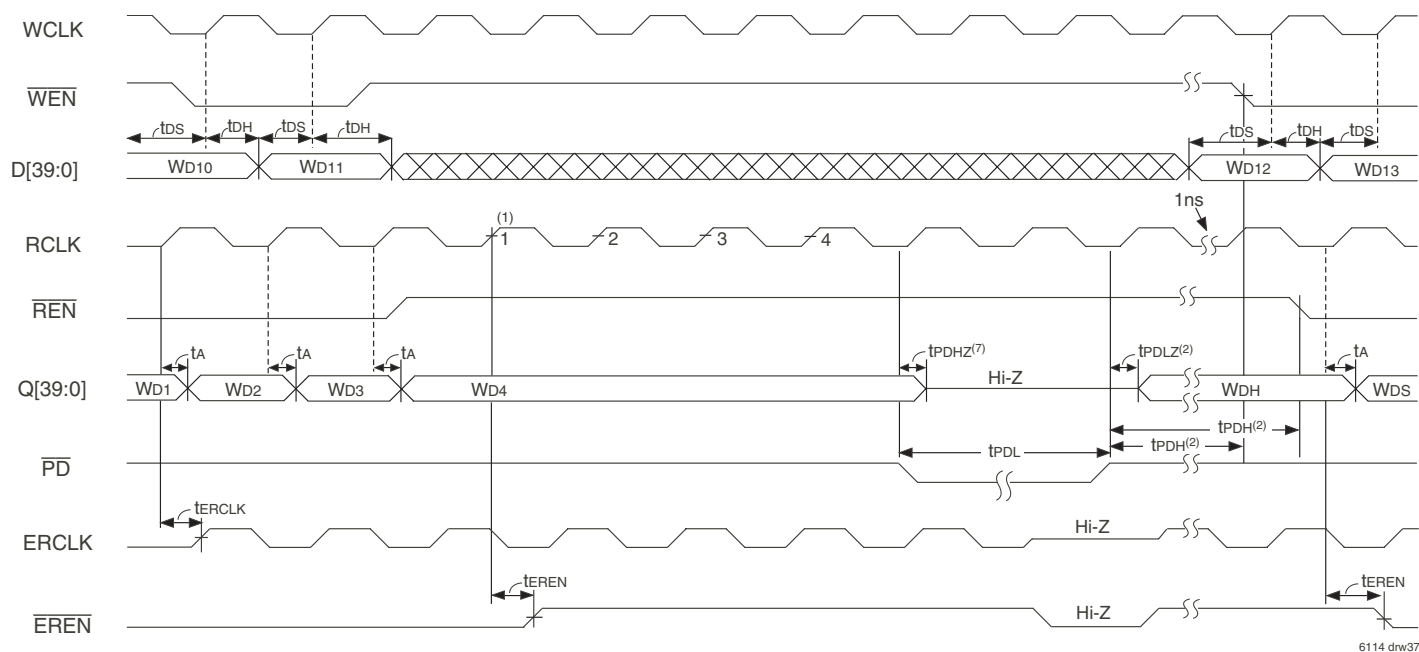 WCLK
WEN
tDS tDH tDS tDH tDS tDH tDS
D[39:0] WD10 WD11 WD12 WD13
1ns
(1)
RCLK 1 2 3 4
REN
tA tA tA tPDHZ(7) tPDLZ(2) tA
Q[39:0] WD1 WD2 WD3 WD4 Hi-Z WDH WDS
tPDH(2)
PD tPDL tPDH(2)
tERCLK
ERCLK Hi-Z
tEREN tEREN
EREN Hi-Z
6114 drw37